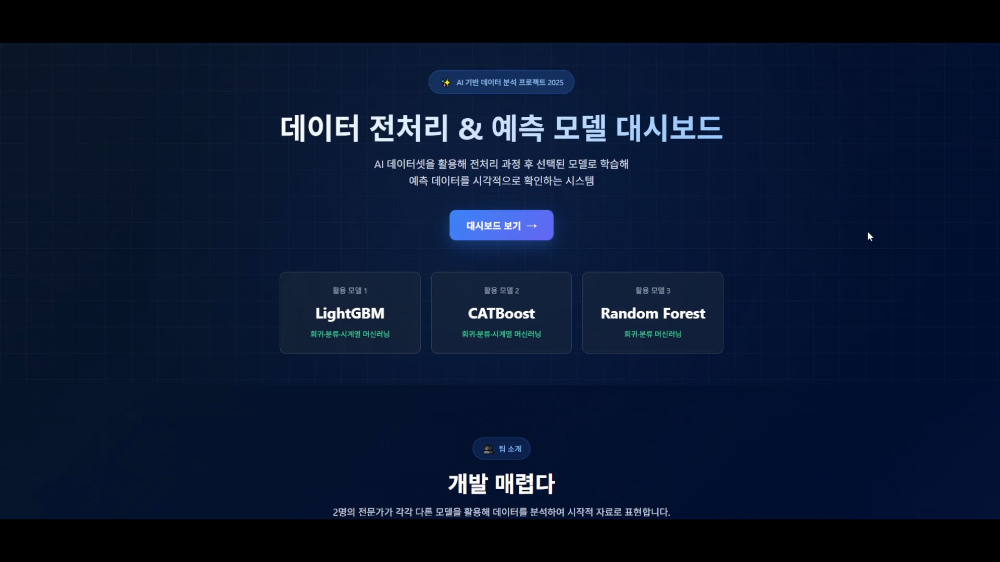 ✨ AI 기반 데이터 분석 프로젝트 2025
데이터 전처리 & 예측 모델 대시보드
AI 데이터셋을 활용해 전처리 과정 후 선택된 모델로 학습해
예측 데이터를 시각적으로 확인하는 시스템
대시보드 보기 →
활용 모델 1
LightGBM
회귀·분류·시계열 머신러닝
활용 모델 2
CATBoost
회귀·분류·시계열 머신러닝
활용 모델 3
Random Forest
회귀·분류 머신러닝
👥 팀 소개
개발 매렵다
2명의 전문가가 각각 다른 모델을 활용해 데이터를 분석하여 시작적 자료로 표현합니다.